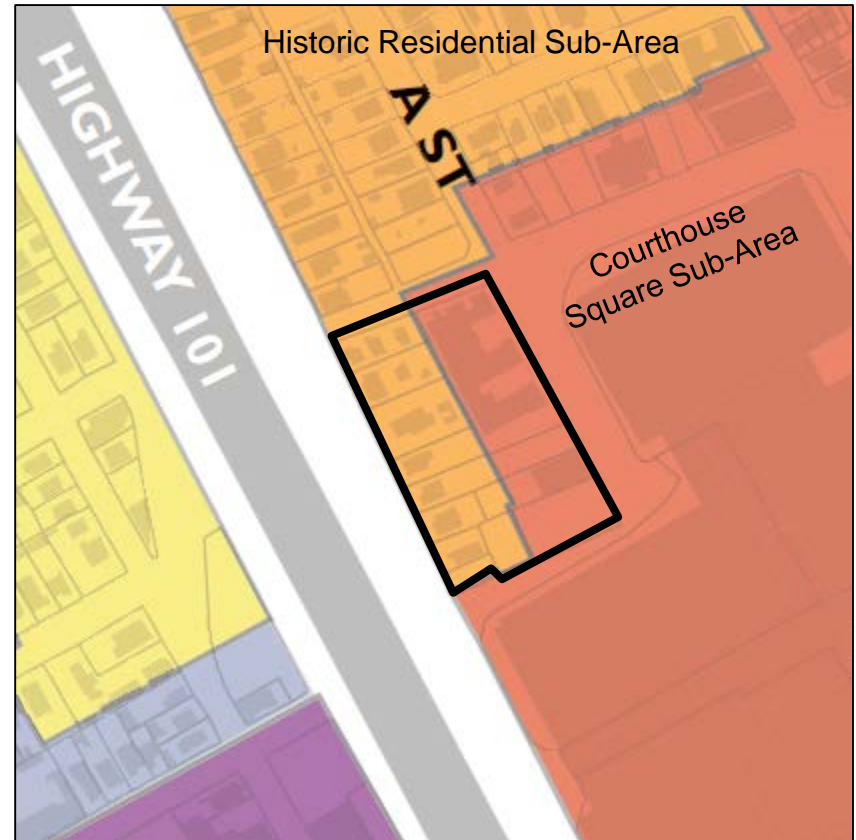 Historic Residential Sub-Area
HIGHWAY 101
A ST
Courthouse
Square Sub-Area